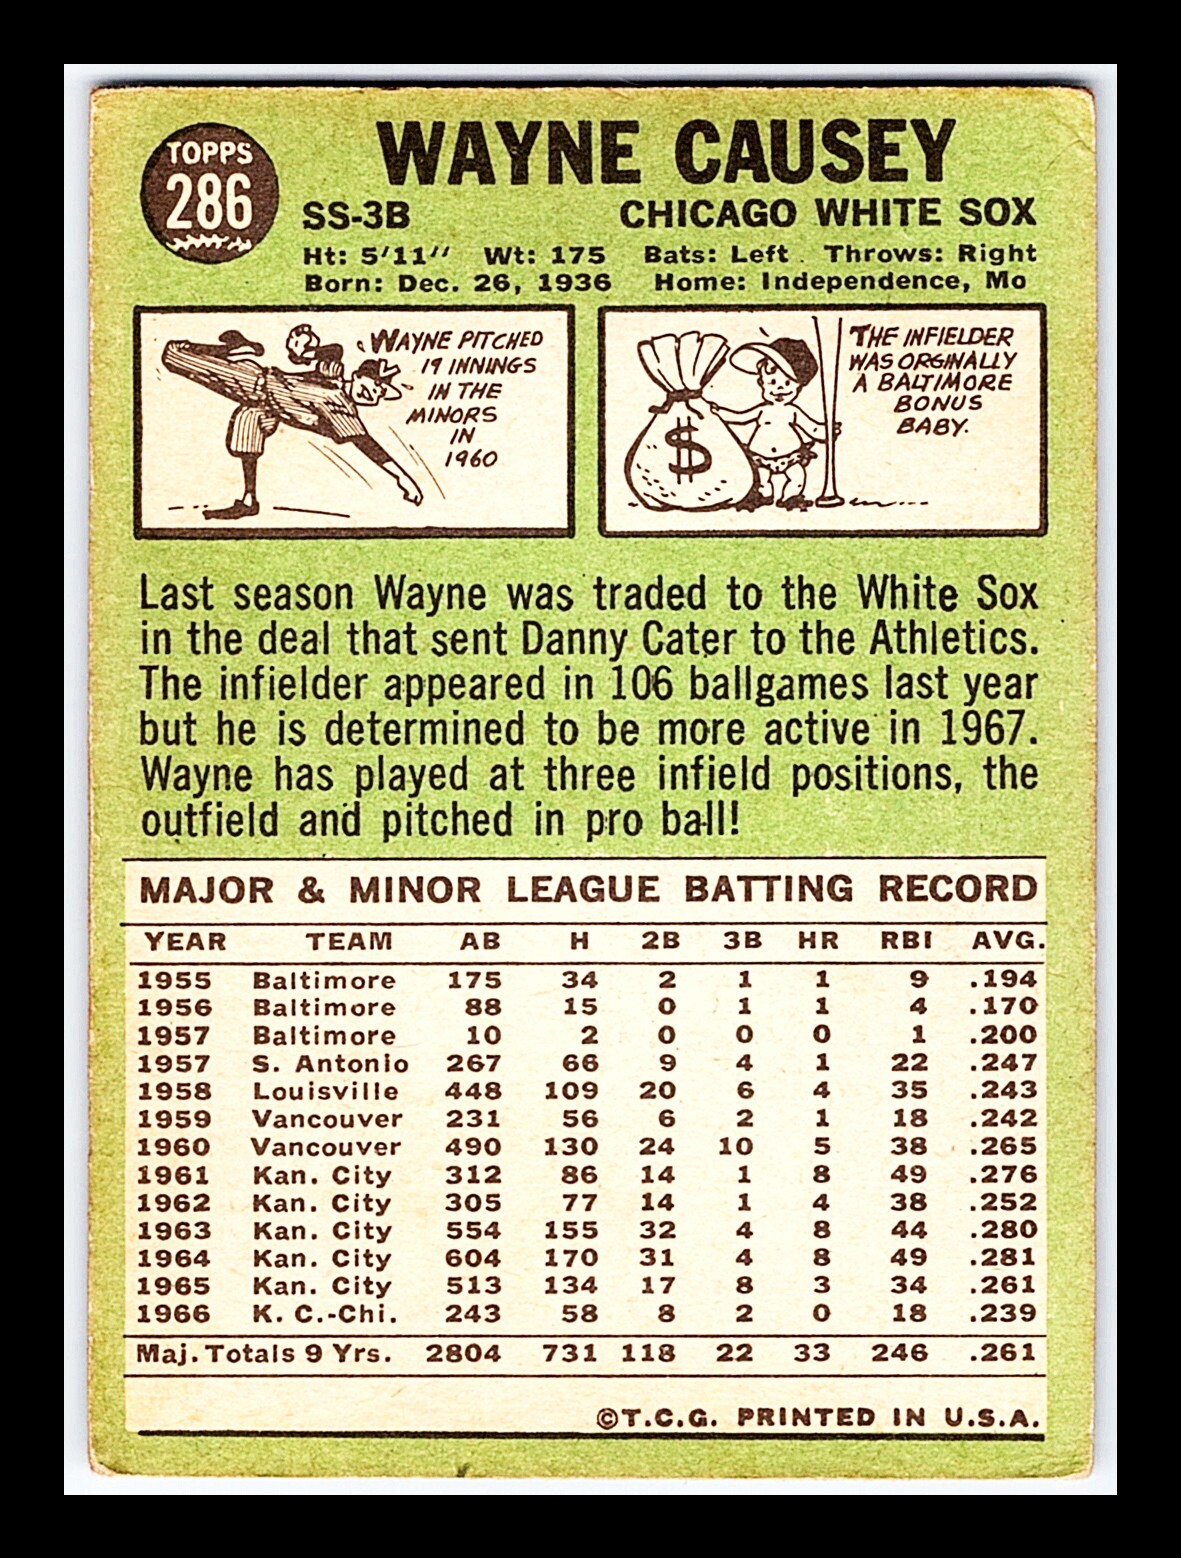 TOPPS
286
WAYNE CAUSEY
SS-3B CHICAGO WHITE SOX
Ht: 5'11" Wt: 175 Bats: Left Throws: Right
Born: Dec. 26, 1936 Home: Independence, Mo
WAYNE PITCHED
19 INNINGS
IN THE
MINORS
IN
1960
THE INFIELDER
WAS ORGINALLY
A BALTIMORE
BONUS
BABY.
$
Last season Wayne was traded to the White Sox
in the deal that sent Danny Cater to the Athletics.
The infielder appeared in 106 ballgames last year
but he is determined to be more active in 1967.
Wayne has played at three infield positions, the
outfield and pitched in pro ball!
MAJOR & MINOR LEAGUE BATTING RECORD
YEAR TEAM AB H 2B 3B HR RBI AVG.
1955 Baltimore 175 34 2 1 1 9 .194
1956 Baltimore 88 15 0 1 1 4 .170
1957 Baltimore 10 2 0 0 0 1 .200
1957 S. Antonio 267 66 9 4 1 22 .247
1958 Louisville 448 109 20 6 4 35 .243
1959 Vancouver 231 56 6 2 1 18 .242
1960 Vancouver 490 130 24 10 5 38 .265
1961 Kan. City 312 86 14 1 8 49 .276
1962 Kan. City 305 77 14 1 4 38 .252
1963 Kan. City 554 155 32 4 8 44 .280
1964 Kan. City 604 170 31 4 8 49 .281
1965 Kan. City 513 134 17 8 3 34 .261
1966 K. C.-Chi. 243 58 8 2 0 18 .239
Maj. Totals 9 Yrs. 2804 731 118 22 33 246 .261
©T.C.G. PRINTED IN U.S.A.